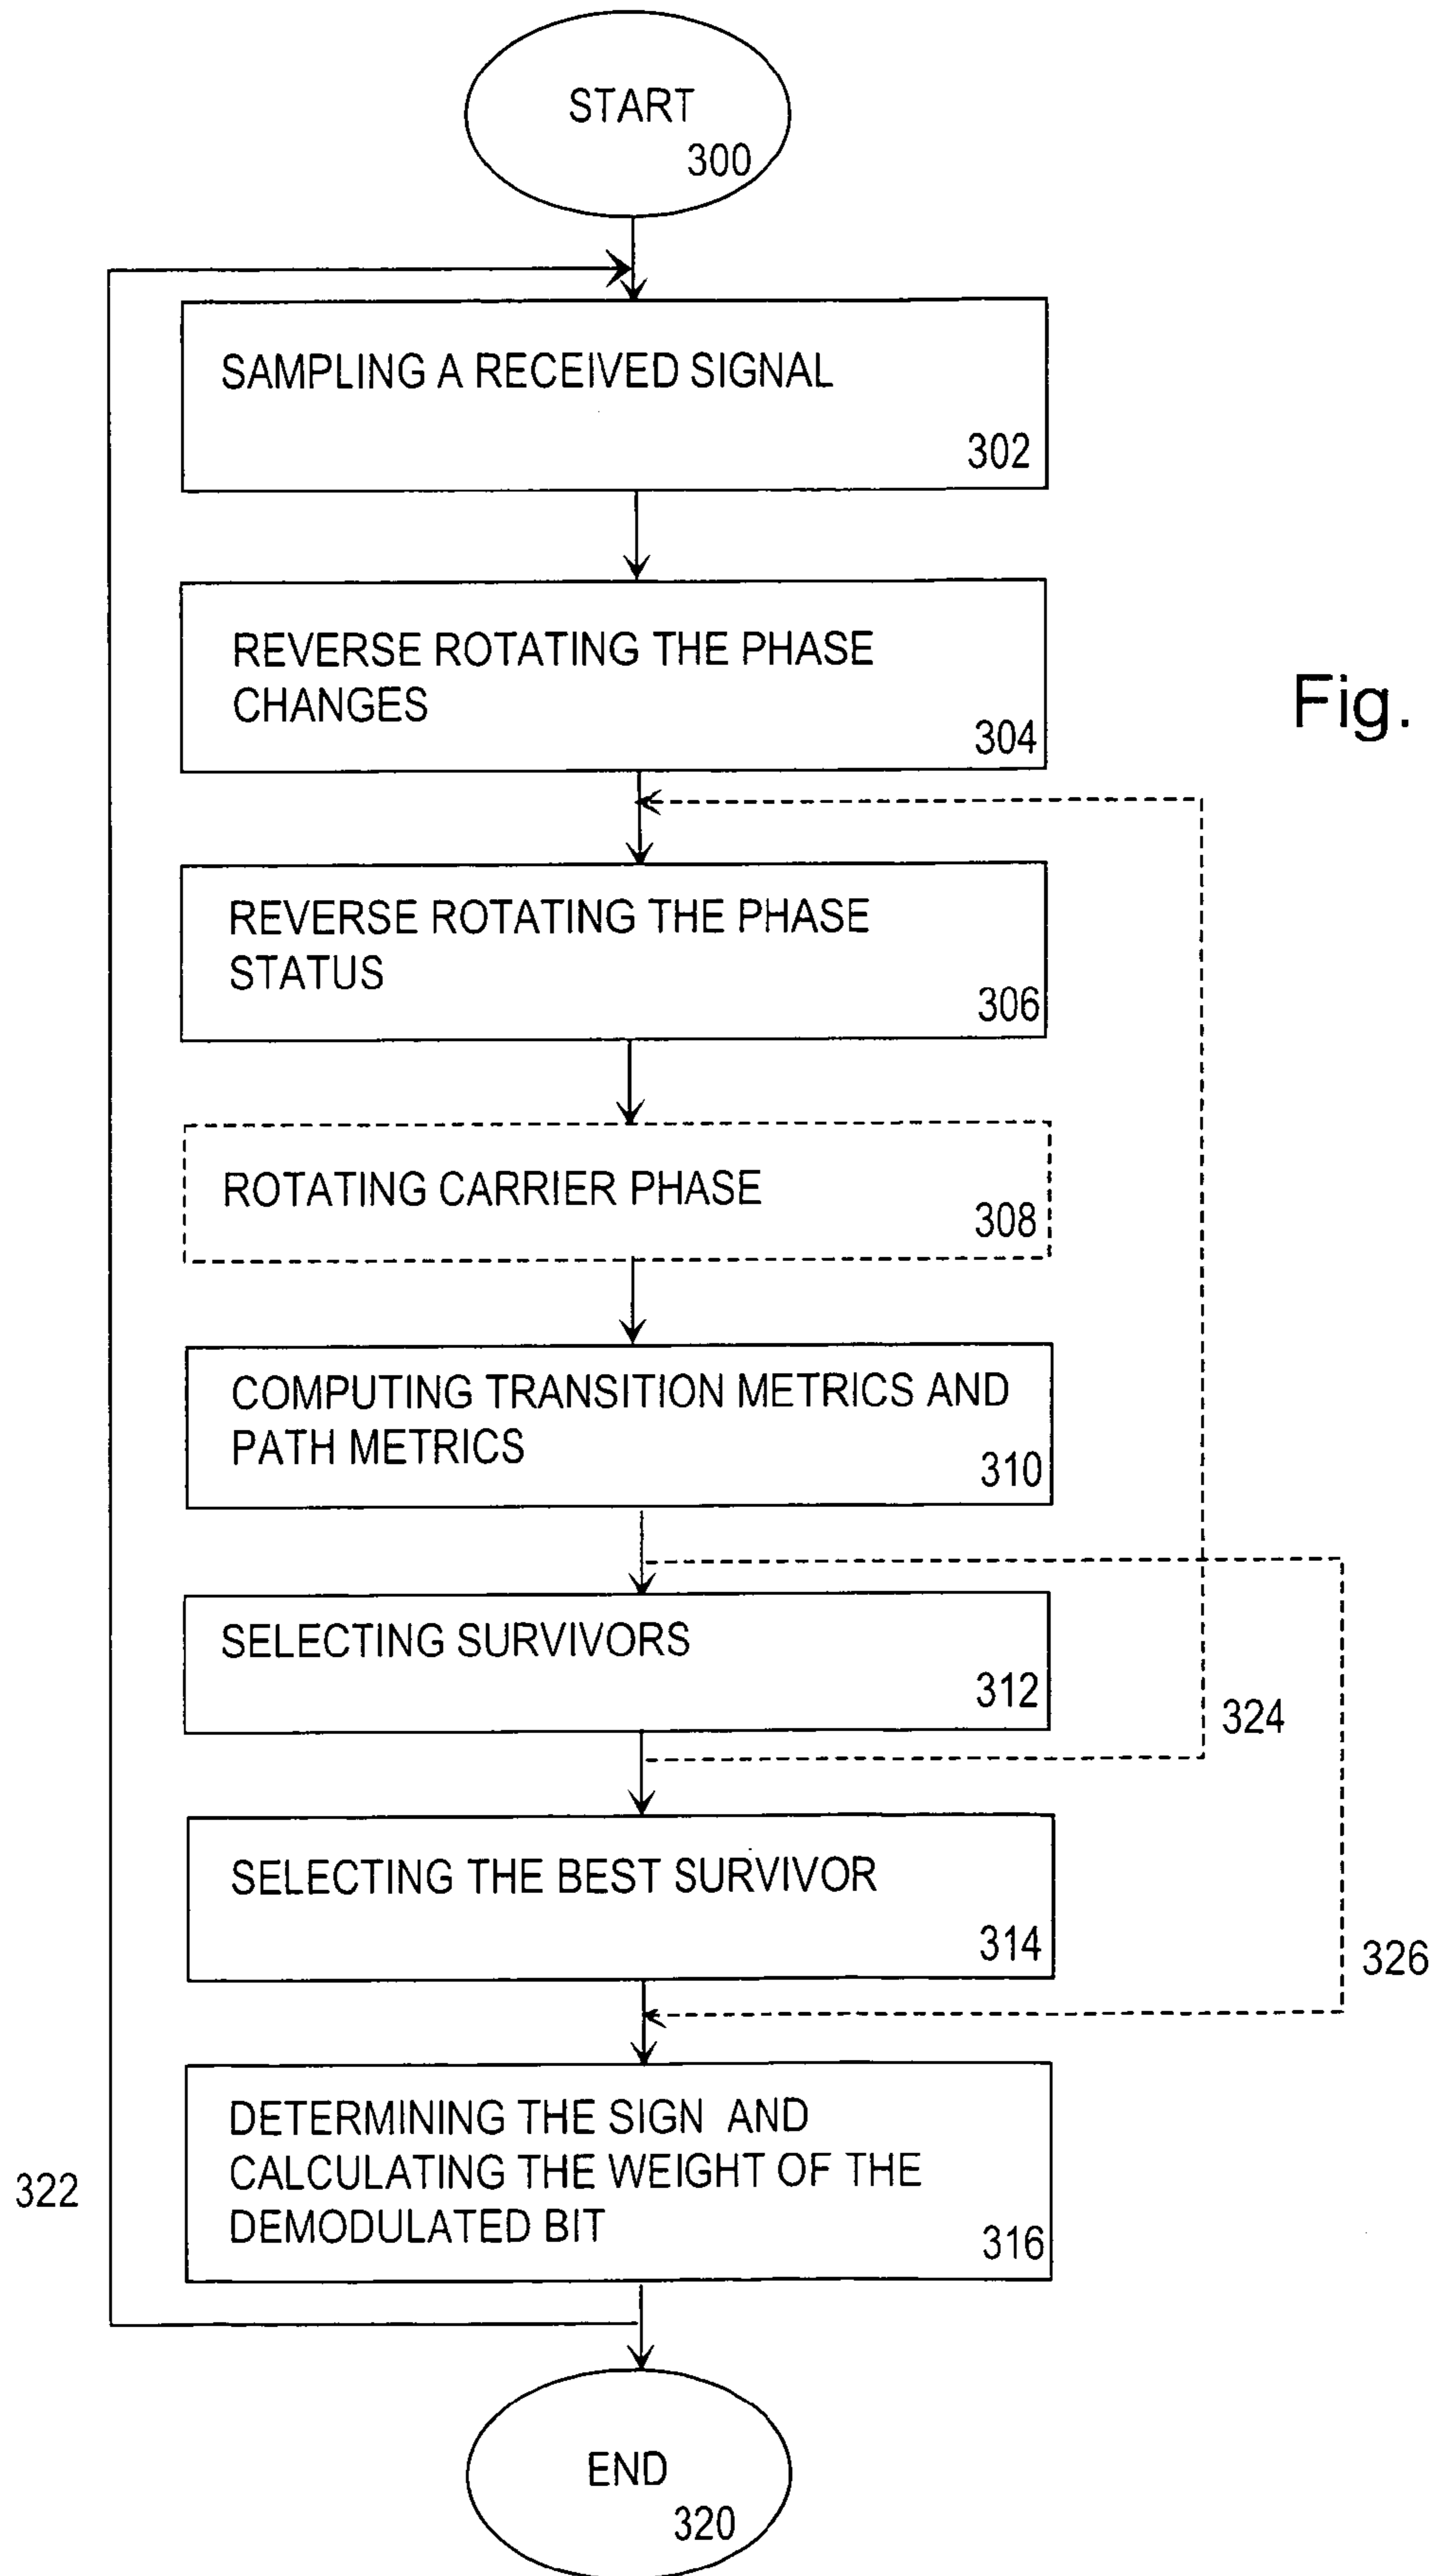 START
300
SAMPLING A RECEIVED SIGNAL
302
REVERSE ROTATING THE PHASE
CHANGES
304
Fig.
REVERSE ROTATING THE PHASE
STATUS
306
ROTATING CARRIER PHASE
308
COMPUTING TRANSITION METRICS AND
PATH METRICS
310
SELECTING SURVIVORS
312
324
SELECTING THE BEST SURVIVOR
314
326
DETERMINING THE SIGN AND
CALCULATING THE WEIGHT OF THE
DEMODULATED BIT
316
322
END
320